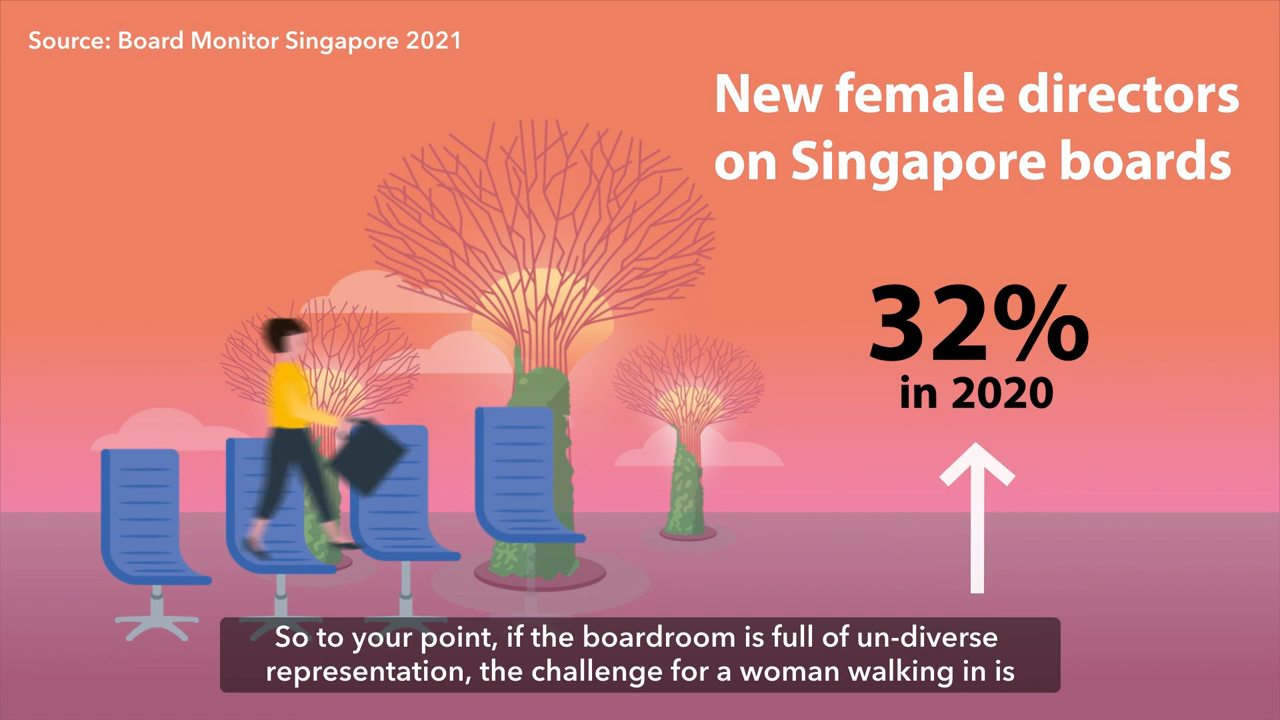 Source: Board Monitor Singapore 2021
New female directors
on Singapore boards
32%
in 2020
So to your point, if the boardroom is full of un-diverse
representation, the challenge for a woman walking in is